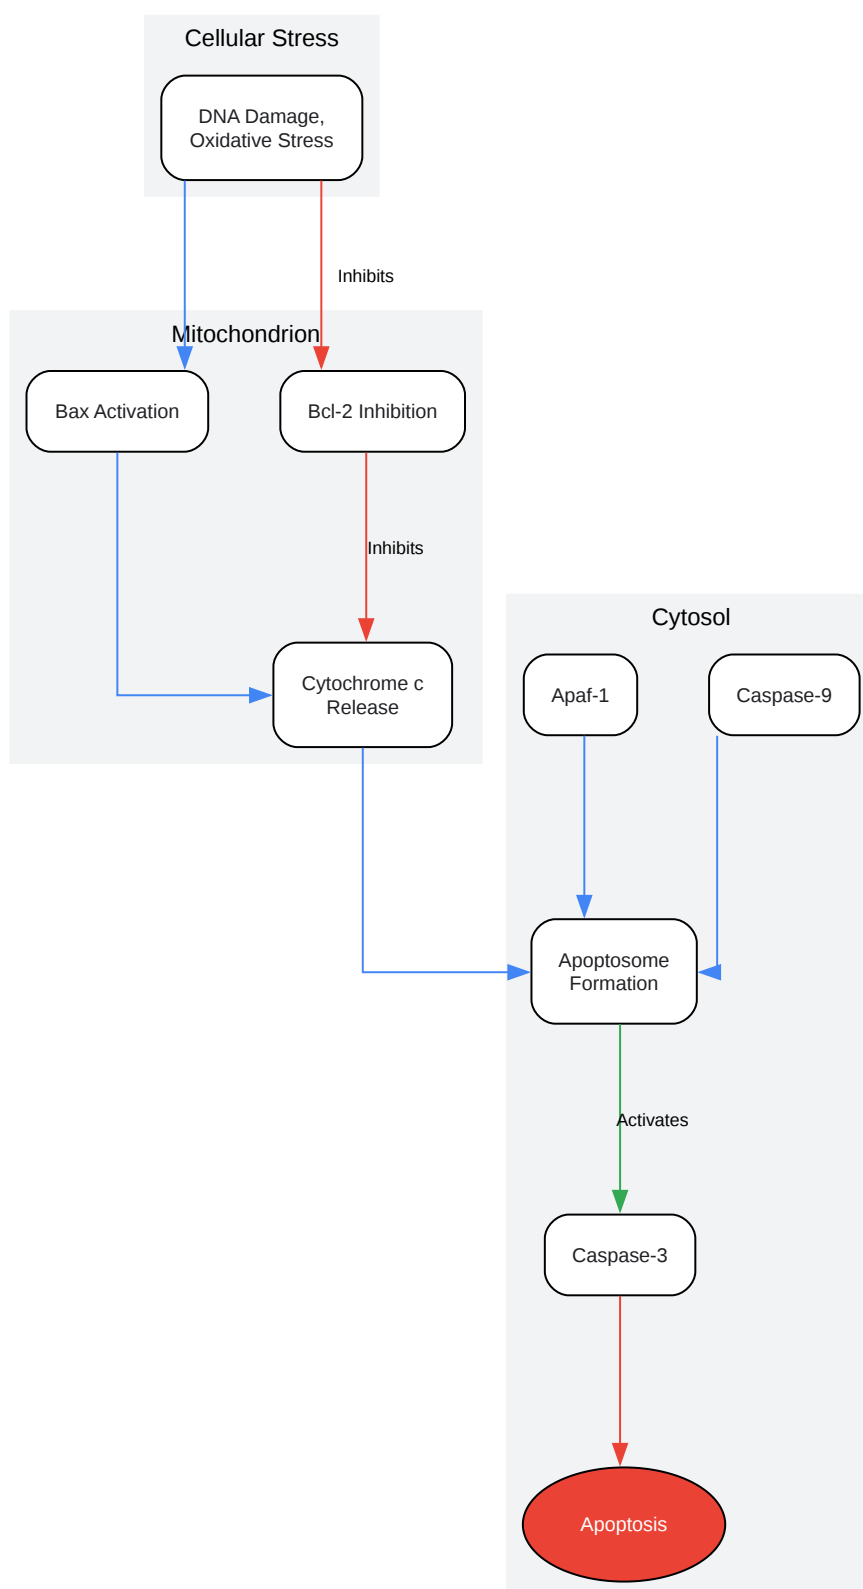 Cellular Stress
DNA Damage,
Oxidative Stress
Inhibits
Mitochondrion
Bax Activation
Bcl-2 Inhibition
Inhibits
Cytochrome c
Release
Cytosol
Apaf-1
Caspase-9
Apoptosome
Formation
Activates
Caspase-3
Apoptosis